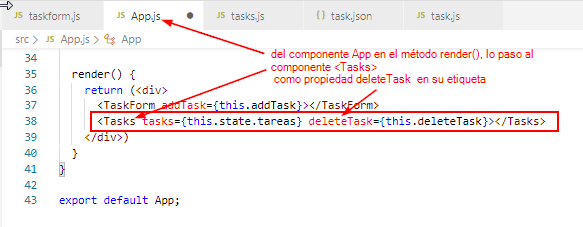 JS taskform.js JS App.js JS tasks.js JS task.json JS task.js
src > JS App.js > App
del componente App en el método render(), lo paso al
componente <Tasks>
como propiedad deleteTask en su etiqueta
34
35 render() {
36 return (<div>
37 <TaskForm addTask={this.addTask}></TaskForm>
38 <Tasks tasks={this.state.tareas} deleteTask={this.deleteTask}></Tasks>
39 </div>)
40 }
41 }
42
43 export default App;